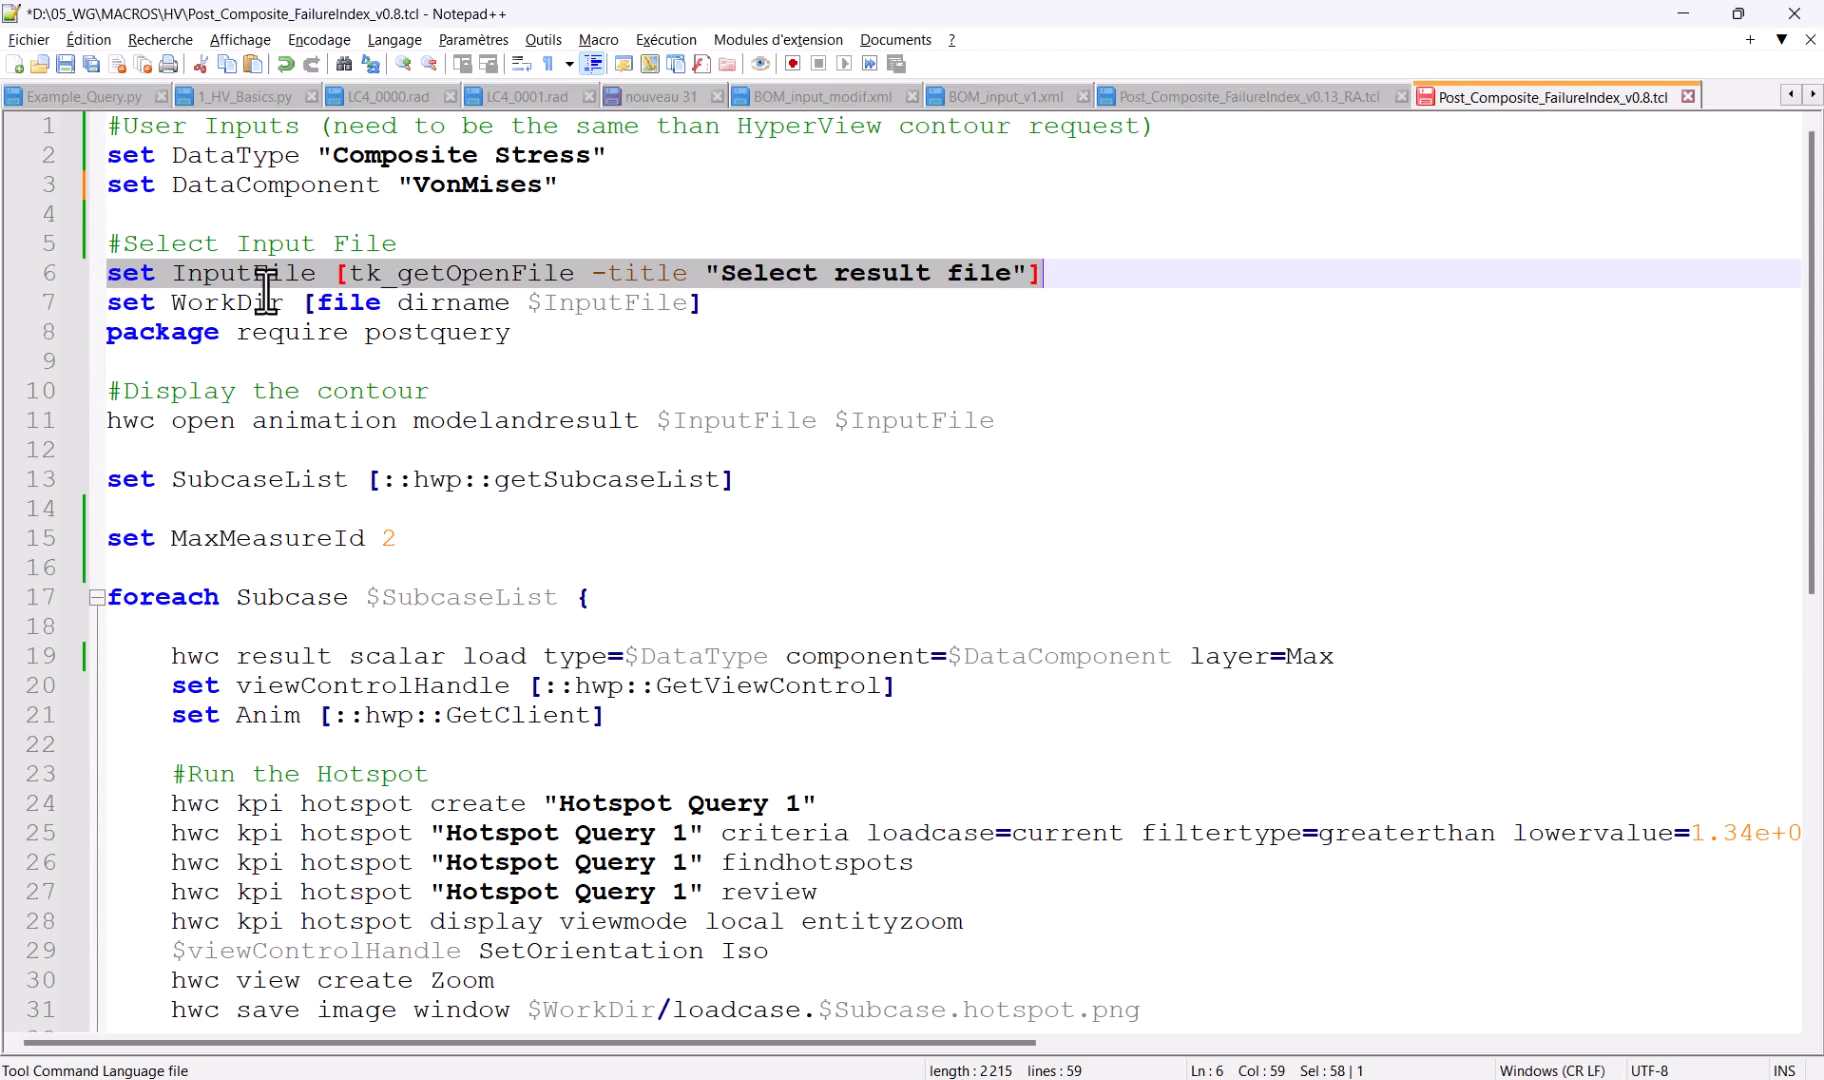 *D:\05_WG\MACROS\HV\Post_Composite_FailureIndex_v0.8.tcl - Notepad++
Fichier Édition Recherche Affichage Encodage Langage Paramètres Outils Macro Exécution Modules d'extension Documents ?
Example_Query.py 1_HV_Basics.py LC4_0000.rad LC4_0001.rad nouveau 31 BOM_input_modif.xml BOM_input_v1.xml Post_Composite_FailureIndex_v0.13_RA.tcl Post_Composite_FailureIndex_v0.8.tcl
1 #User Inputs (need to be the same than HyperView contour request)
2 set DataType "Composite Stress"
3 set DataComponent "VonMises"
4
5 #Select Input File
6 set InputFile [tk_getOpenFile -title "Select result file"]
7 set WorkDir [file dirname $InputFile]
8 package require postquery
9
10 #Display the contour
11 hwc open animation modelandresult $InputFile $InputFile
12
13 set SubcaseList [::hwp::getSubcaseList]
14
15 set MaxMeasureId 2
16
17 foreach Subcase $SubcaseList {
18
19 hwc result scalar load type=$DataType component=$DataComponent layer=Max
20 set viewControlHandle [::hwp::GetViewControl]
21 set Anim [::hwp::GetClient]
22
23 #Run the Hotspot
24 hwc kpi hotspot create "Hotspot Query 1"
25 hwc kpi hotspot "Hotspot Query 1" criteria loadcase=current filtertype=greaterthan lowervalue=1.34e+0
26 hwc kpi hotspot "Hotspot Query 1" findhotspots
27 hwc kpi hotspot "Hotspot Query 1" review
28 hwc kpi hotspot display viewmode local entityzoom
29 $viewControlHandle SetOrientation Iso
30 hwc view create Zoom
31 hwc save image window $WorkDir/loadcase.$Subcase.hotspot.png
Tool Command Language file length : 2215 lines : 59 Ln : 6 Col : 59 Sel : 58 | 1 Windows (CR LF) UTF-8 INS